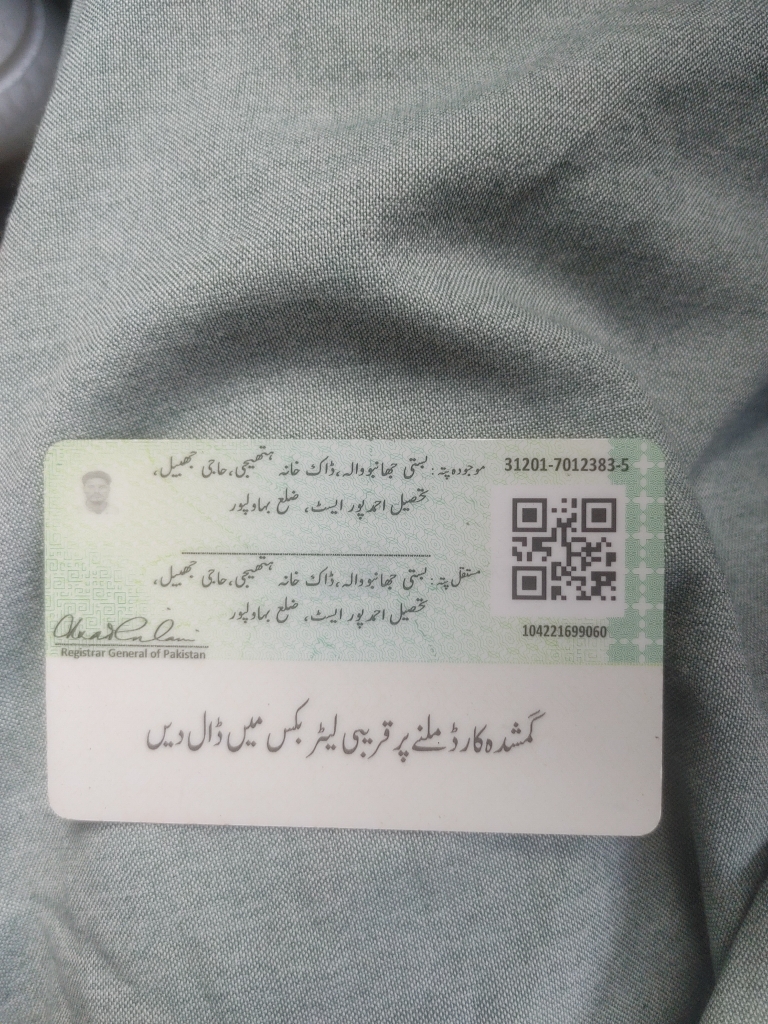 موجودہ پتہ: بستی جھانبووالہ، ڈاک خانہ ہتھیجی، حاجی جھیل،
تحصیل احمد پور ایسٹ، ضلع بہاولپور
31201-7012383-5
مستقل پتہ: بستی جھانبووالہ، ڈاک خانہ ہتھیجی، حاجی جھیل،
تحصیل احمد پور ایسٹ، ضلع بہاولپور
104221699060
Registrar General of Pakistan
گمشدہ کارڈ ملنے پر قریبی لیٹر بکس میں ڈال دیں